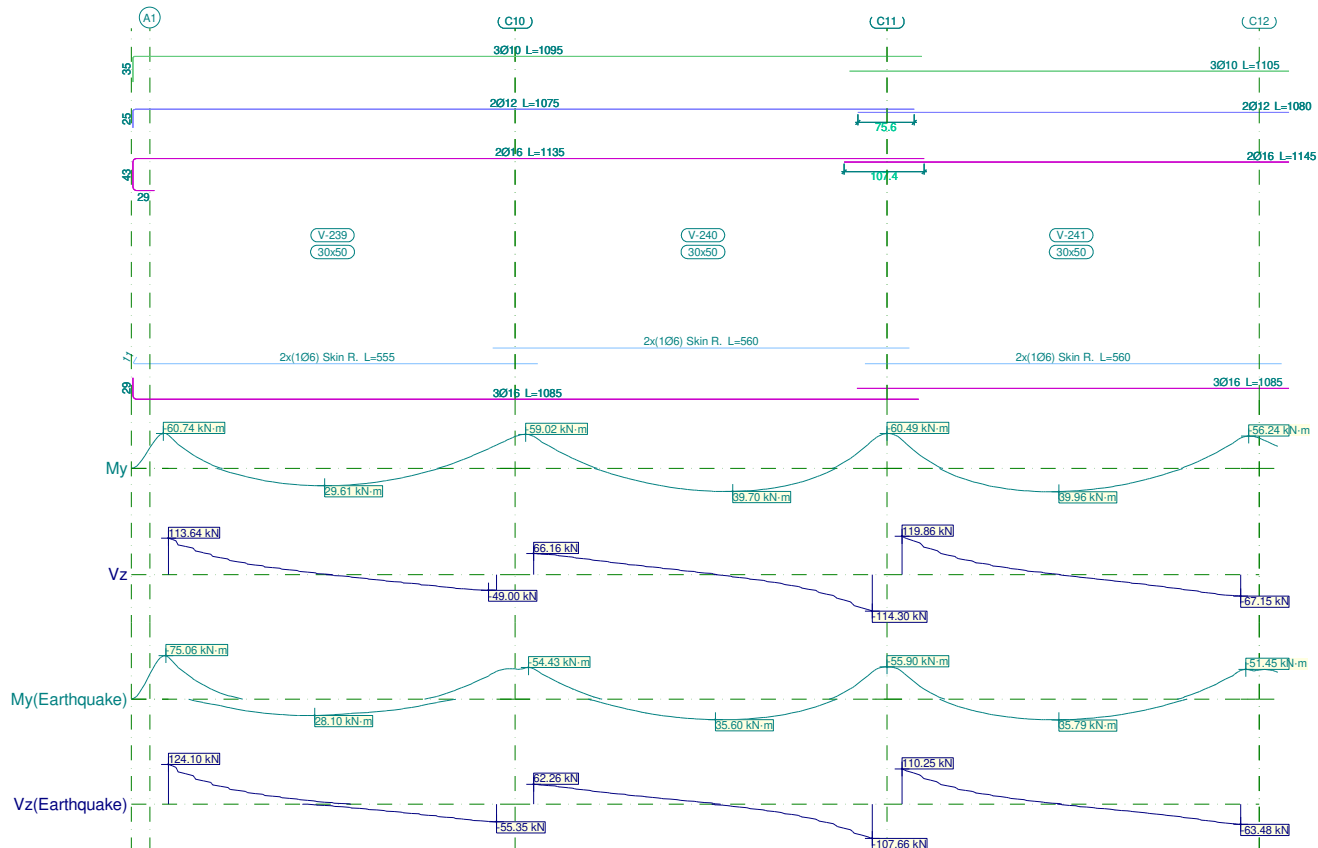 A1 C10 C11 C12
3Ø10 L=1095
35
3Ø10 L=1105
2Ø12 L=1075
25
2Ø12 L=1080
75.6
2Ø16 L=1135
43
2Ø16 L=1145
107.4
29
V-239 V-240 V-241
30x50 30x50 30x50
2x(1Ø6) Skin R. L=560
11
2x(1Ø6) Skin R. L=555
2x(1Ø6) Skin R. L=560
29
3Ø16 L=1085
3Ø16 L=1085
-60.74 kN·m -59.02 kN·m -60.49 kN·m -56.24 kN·m
My
29.61 kN·m 39.70 kN·m 39.96 kN·m
113.64 kN 66.16 kN 119.86 kN
Vz
-49.00 kN -114.30 kN -67.15 kN
-75.06 kN·m -54.43 kN·m -55.90 kN·m -51.45 kN·m
My(Earthquake)
28.10 kN·m 35.60 kN·m 35.79 kN·m
124.10 kN 62.26 kN 110.25 kN
Vz(Earthquake)
-55.35 kN -107.66 kN -63.48 kN